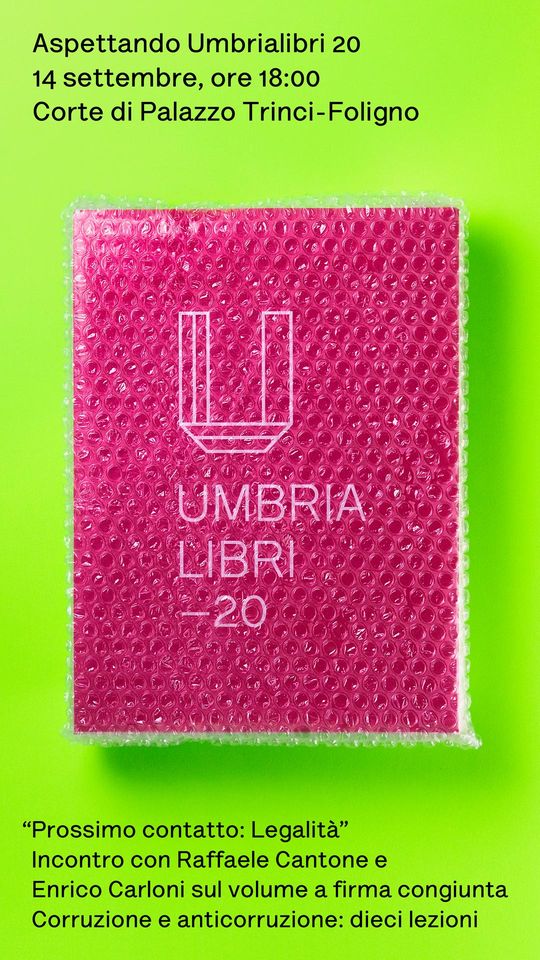 Aspettando Umbrialibri 20
14 settembre, ore 18:00
Corte di Palazzo Trinci-Foligno
UMBRIA
LIBRI
—20
“Prossimo contatto: Legalità”
Incontro con Raffaele Cantone e
Enrico Carloni sul volume a firma congiunta
Corruzione e anticorruzione: dieci lezioni